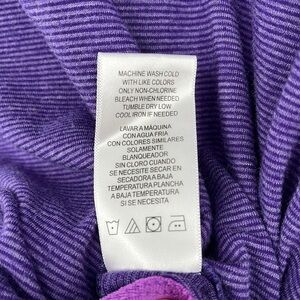 MACHINE WASH COLD
WITH LIKE COLORS
ONLY NON-CHLORINE
BLEACH WHEN NEEDED
TUMBLE DRY LOW
COOL IRON IF NEEDED
LAVAR A MÁQUINA
CON AGUA FRIA
CON COLORES SIMILARES
SOLAMENTE
BLANQUEADOR
SIN CLORO CUANDO
SE NECESITE SECAR EN
SECADORA A BAJA
TEMPERATURA PLANCHA
A BAJA TEMPERATURA
SI SE NECESITA